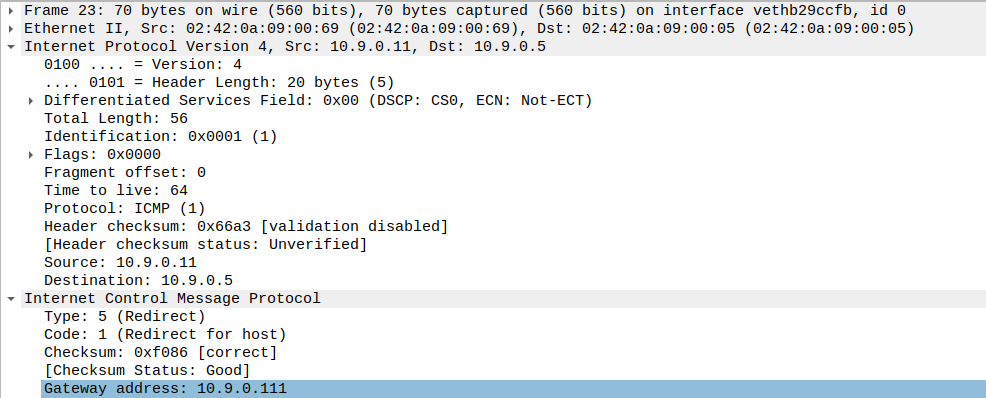 Frame 23: 70 bytes on wire (560 bits), 70 bytes captured (560 bits) on interface vethb29ccfb, id 0
Ethernet II, Src: 02:42:0a:09:00:69 (02:42:0a:09:00:69), Dst: 02:42:0a:09:00:05 (02:42:0a:09:00:05)
Internet Protocol Version 4, Src: 10.9.0.11, Dst: 10.9.0.5
0100 .... = Version: 4
.... 0101 = Header Length: 20 bytes (5)
Differentiated Services Field: 0x00 (DSCP: CS0, ECN: Not-ECT)
Total Length: 56
Identification: 0x0001 (1)
Flags: 0x0000
Fragment offset: 0
Time to live: 64
Protocol: ICMP (1)
Header checksum: 0x66a3 [validation disabled]
[Header checksum status: Unverified]
Source: 10.9.0.11
Destination: 10.9.0.5
Internet Control Message Protocol
Type: 5 (Redirect)
Code: 1 (Redirect for host)
Checksum: 0xf086 [correct]
[Checksum Status: Good]
Gateway address: 10.9.0.111